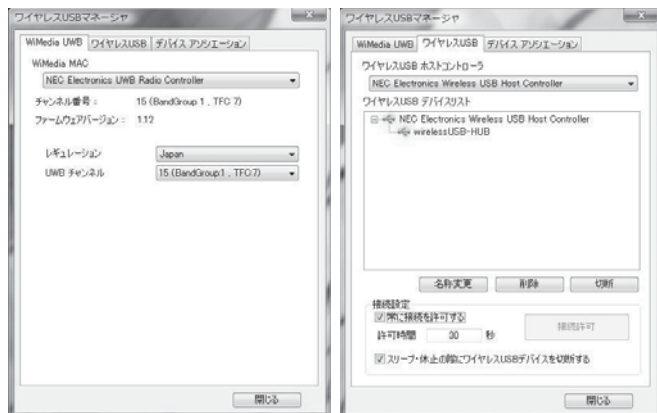 ワイヤレスUSBマネージャ
WiMedia UWB ワイヤレスUSB デバイス アソシエーション
WiMedia MAC
NEC Electronics UWB Radio Controller
チャンネル番号： 15 (BandGroup 1 , TFC 7)
ファームウェアバージョン： 1.12
レギュレーション Japan
UWB チャンネル 15 (BandGroup:1 , TFC:7)
閉じる
ワイヤレスUSBマネージャ
WiMedia UWB ワイヤレスUSB デバイス アソシエーション
ワイヤレスUSB ホストコントローラ
NEC Electronics Wireless USB Host Controller
ワイヤレスUSB デバイスリスト
NEC Electronics Wireless USB Host Controller
wirelessUSB-HUB
名称変更 削除 切断
接続設定
常に接続を許可する
許可時間 30 秒
接続許可
スリープ・休止の際にワイヤレスUSBデバイスを切断する
閉じる